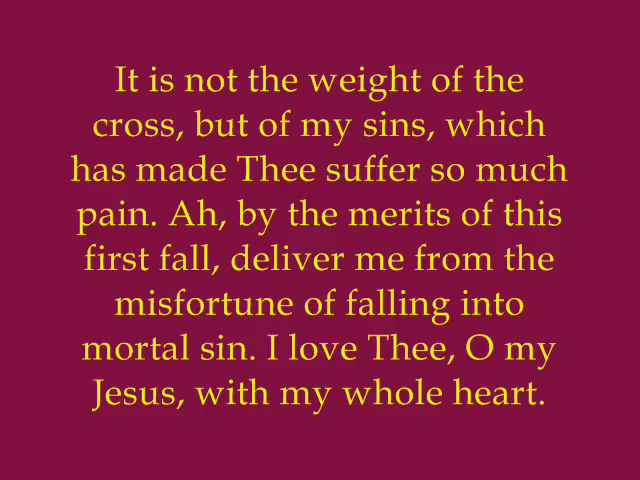 It is not the weight of the
cross, but of my sins, which
has made Thee suffer so much
pain. Ah, by the merits of this
first fall, deliver me from the
misfortune of falling into
mortal sin. I love Thee, O my
Jesus, with my whole heart.